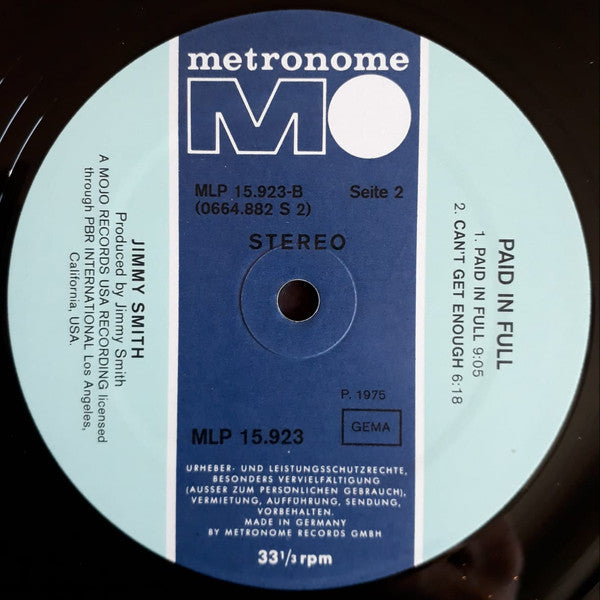 metronome
MO
MLP 15.923-B Seite 2
(0664.882 S 2)
STEREO
PAID IN FULL
1. PAID IN FULL 9:05
2. CAN'T GET ENOUGH 6:18
JIMMY SMITH
Produced by Jimmy Smith
A MOJO RECORDS USA RECORDING licensed
through PBR INTERNATIONAL Los Angeles,
California, USA.
P. 1975
GEMA
MLP 15.923
URHEBER- UND LEISTUNGSSCHUTZRECHTE,
BESONDERS VERVIELFÄLTIGUNG
(AUSSER ZUM PERSÖNLICHEN GEBRAUCH),
VERMIETUNG, AUFFÜHRUNG, SENDUNG,
VORBEHALTEN.
MADE IN GERMANY
BY METRONOME RECORDS GMBH
33 1/3 rpm